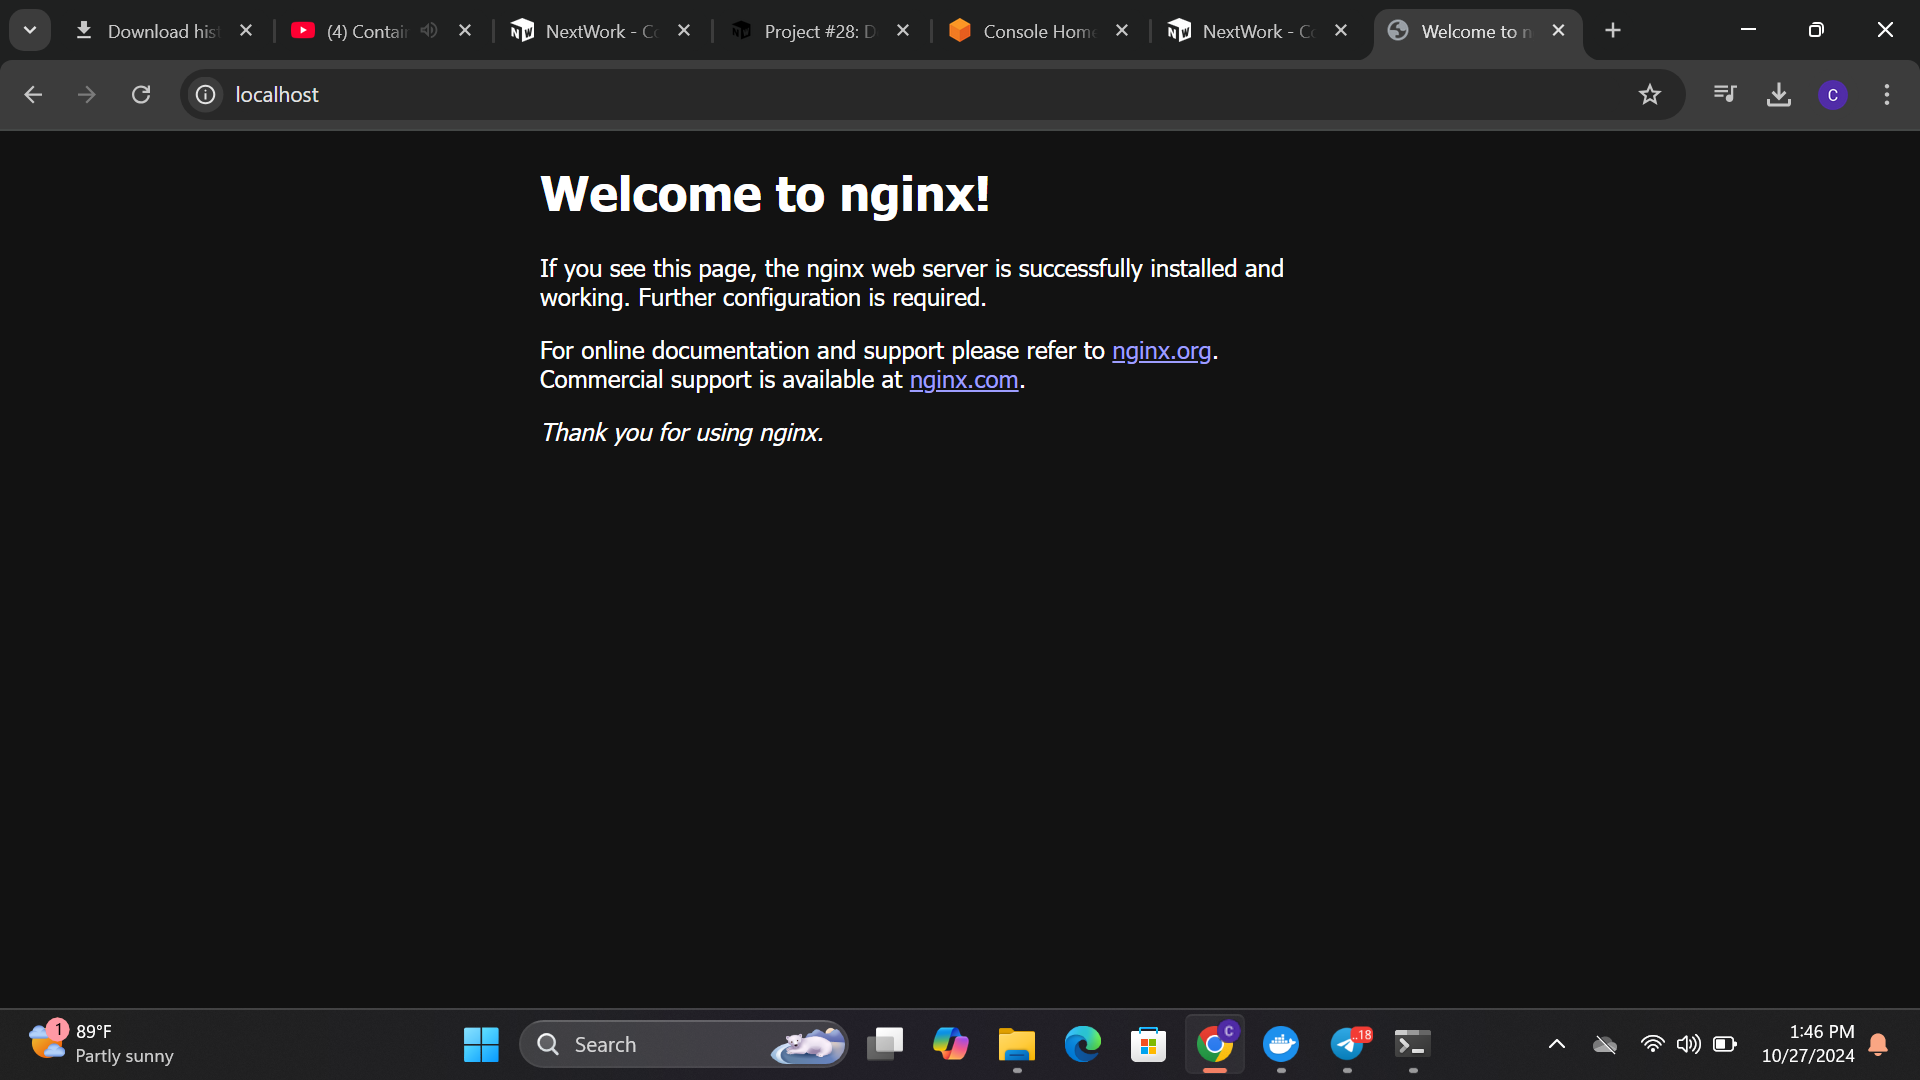 Download his
(4) Contain
NextWork - Co
Project #28: D
Console Home
NextWork - Co
Welcome to n
localhost
C
Welcome to nginx!
If you see this page, the nginx web server is successfully installed and
working. Further configuration is required.
For online documentation and support please refer to nginx.org.
Commercial support is available at nginx.com.
Thank you for using nginx.
1
89°F
Partly sunny
Search
C
..18
1:46 PM
10/27/2024